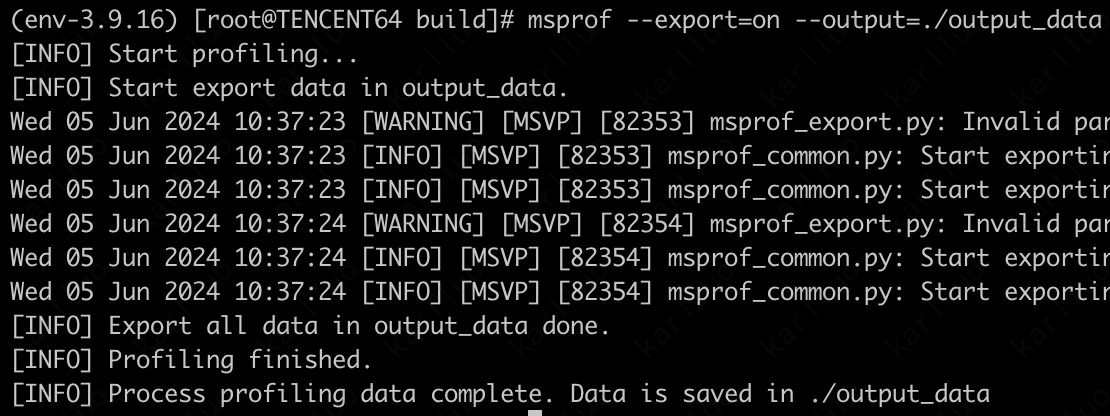 (env-3.9.16) [root@TENCENT64 build]# msprof --export=on --output=./output_data
[INFO] Start profiling...
[INFO] Start export data in output_data.
Wed 05 Jun 2024 10:37:23 [WARNING] [MSVP] [82353] msprof_export.py: Invalid par
Wed 05 Jun 2024 10:37:23 [INFO] [MSVP] [82353] msprof_common.py: Start exportin
Wed 05 Jun 2024 10:37:23 [INFO] [MSVP] [82353] msprof_common.py: Start exportin
Wed 05 Jun 2024 10:37:24 [WARNING] [MSVP] [82354] msprof_export.py: Invalid par
Wed 05 Jun 2024 10:37:24 [INFO] [MSVP] [82354] msprof_common.py: Start exportin
Wed 05 Jun 2024 10:37:24 [INFO] [MSVP] [82354] msprof_common.py: Start exportin
[INFO] Export all data in output_data done.
[INFO] Profiling finished.
[INFO] Process profiling data complete. Data is saved in ./output_data